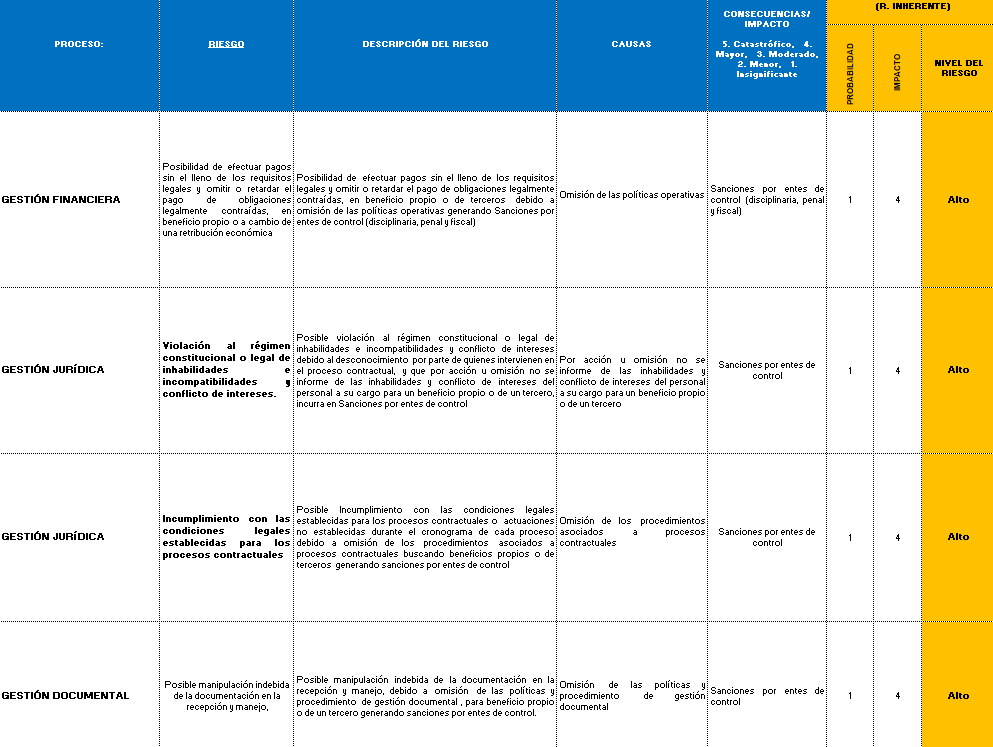 PROCESO:
RIESGO
DESCRIPCIÓN DEL RIESGO
CAUSAS
CONSECUENCIAS/
IMPACTO
5. Catastrófico, 4.
Mayor, 3. Moderado,
2. Menor, 1.
Insignificante
(R. INHERENTE)
PROBABILIDAD
IMPACTO
NIVEL DEL
RIESGO
GESTIÓN FINANCIERA
Posibilidad de efectuar pagos
sin el lleno de los requisitos
legales y omitir o retardar el
pago de obligaciones
legalmente contraídas, en
beneficio propio o a cambio de
una retribución económica
Posibilidad de efectuar pagos sin el lleno de los requisitos
legales y omitir o retardar el pago de obligaciones legalmente
contraídas, en beneficio propio o de terceros debido a
omisión de las políticas operativas generando Sanciones por
entes de control (disciplinaria, penal y fiscal)
Omisión de las políticas operativas
Sanciones por entes de
control (disciplinaria, penal
y fiscal)
1
4
Alto
GESTIÓN JURÍDICA
Violación al régimen
constitucional o legal de
inhabilidades e
incompatibilidades y
conflicto de intereses.
Posible violación al régimen constitucional o legal de
inhabilidades e incompatibilidades y conflicto de intereses
debido al desconocimiento por parte de quienes intervienen en
el proceso contractual, y que por acción u omisión no se
informe de las inhabilidades y conflicto de intereses del
personal a su cargo para un beneficio propio o de un tercero,
incurra en Sanciones por entes de control
Por acción u omisión no se
informe de las inhabilidades y
conflicto de intereses del personal
a su cargo para un beneficio propio
o de un tercero
Sanciones por entes de
control
1
4
Alto
GESTIÓN JURÍDICA
Incumplimiento con las
condiciones legales
establecidas para los
procesos contractuales
Posible Incumplimiento con las condiciones legales
establecidas para los procesos contractuales o actuaciones
no establecidas durante el cronograma de cada proceso
debido a omisión de los procedimientos asociados a
procesos contractuales buscando beneficios propios o de
terceros generando sanciones por entes de control
Omisión de los procedimientos
asociados a procesos
contractuales
Sanciones por entes de
control
1
4
Alto
GESTIÓN DOCUMENTAL
Posible manipulación indebida
de la documentación en la
recepción y manejo,
Posible manipulación indebida de la documentación en la
recepción y manejo, debido a omisión de las políticas y
procedimiento de gestión documental , para beneficio propio
o de un tercero generando sanciones por entes de control.
Omisión de las políticas y
procedimiento de gestión
documental
Sanciones por entes de
control
1
4
Alto